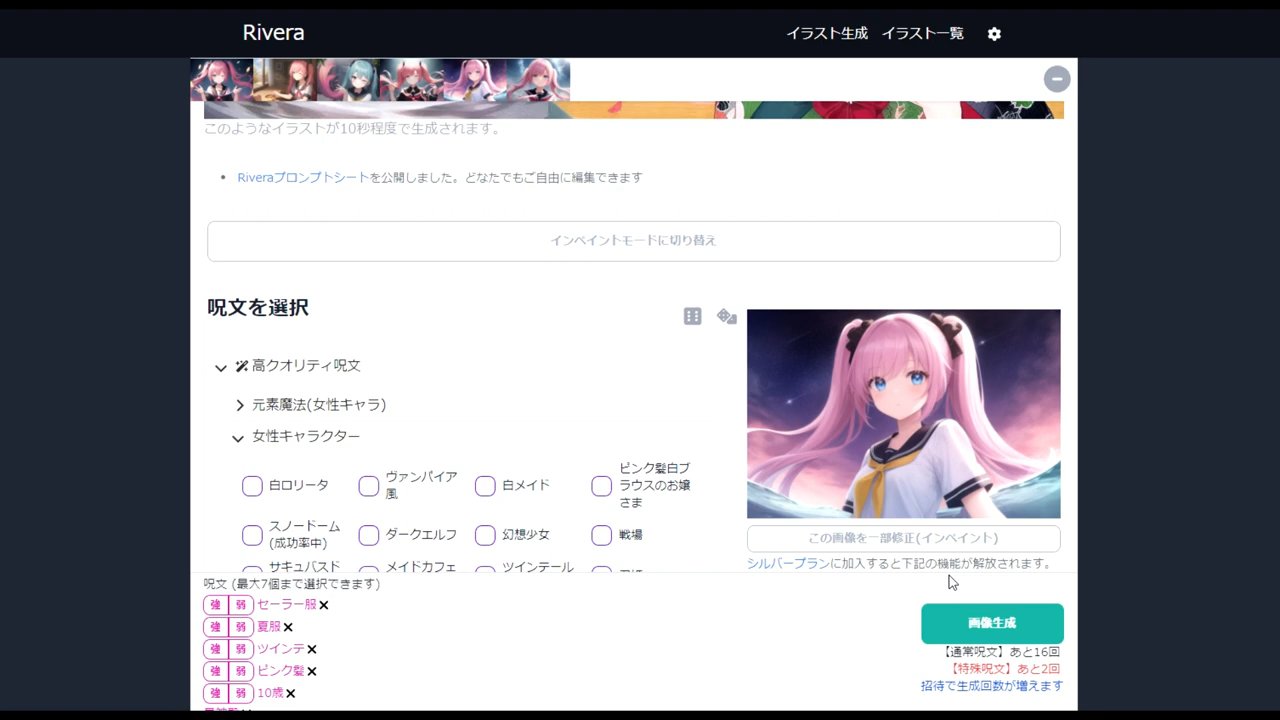 Rivera
イラスト生成 イラスト一覧
このようなイラストが10秒程度で生成されます。
Riveraプロンプトシートを公開しました。どなたでもご自由に編集できます
インペイントモードに切り替え
呪文を選択
高クオリティ呪文
元素魔法(女性キャラ)
女性キャラクター
白ロリータ
ヴァンパイア
風
白メイド
ピンク髪白ブ
ラウスのお嬢
さま
スノードーム
(成功率中)
ダークエルフ
幻想少女
戦場
サキュバスド
メイドカフェ
ツインテール
この画像を一部修正(インペイント)
シルバープランに加入すると下記の機能が解放されます。
呪文 (最大7個まで選択できます)
強 弱 セーラー服
強 弱 夏服
強 弱 ツインテ
強 弱 ピンク髪
強 弱 10歳
画像生成
【通常呪文】あと16回
【特殊呪文】あと2回
招待で生成回数が増えます